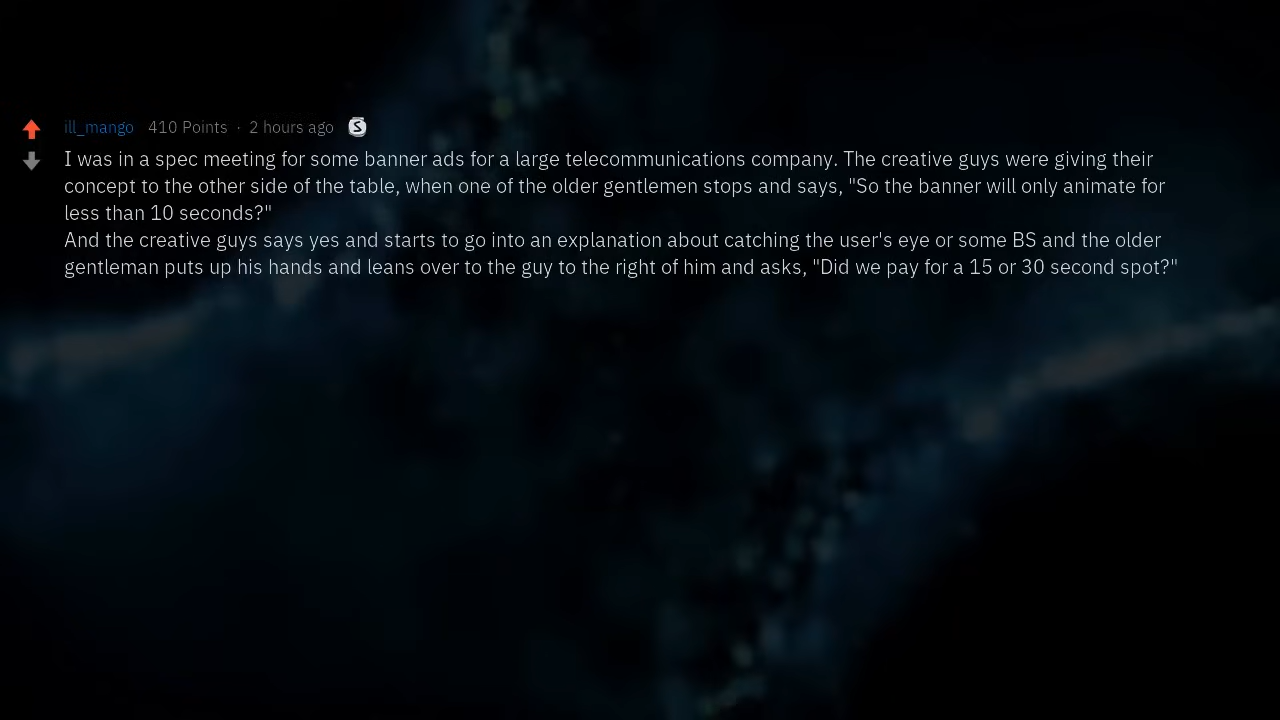 ill_mango 410 Points · 2 hours ago S
I was in a spec meeting for some banner ads for a large telecommunications company. The creative guys were giving their
concept to the other side of the table, when one of the older gentlemen stops and says, "So the banner will only animate for
less than 10 seconds?"
And the creative guys says yes and starts to go into an explanation about catching the user's eye or some BS and the older
gentleman puts up his hands and leans over to the guy to the right of him and asks, "Did we pay for a 15 or 30 second spot?"